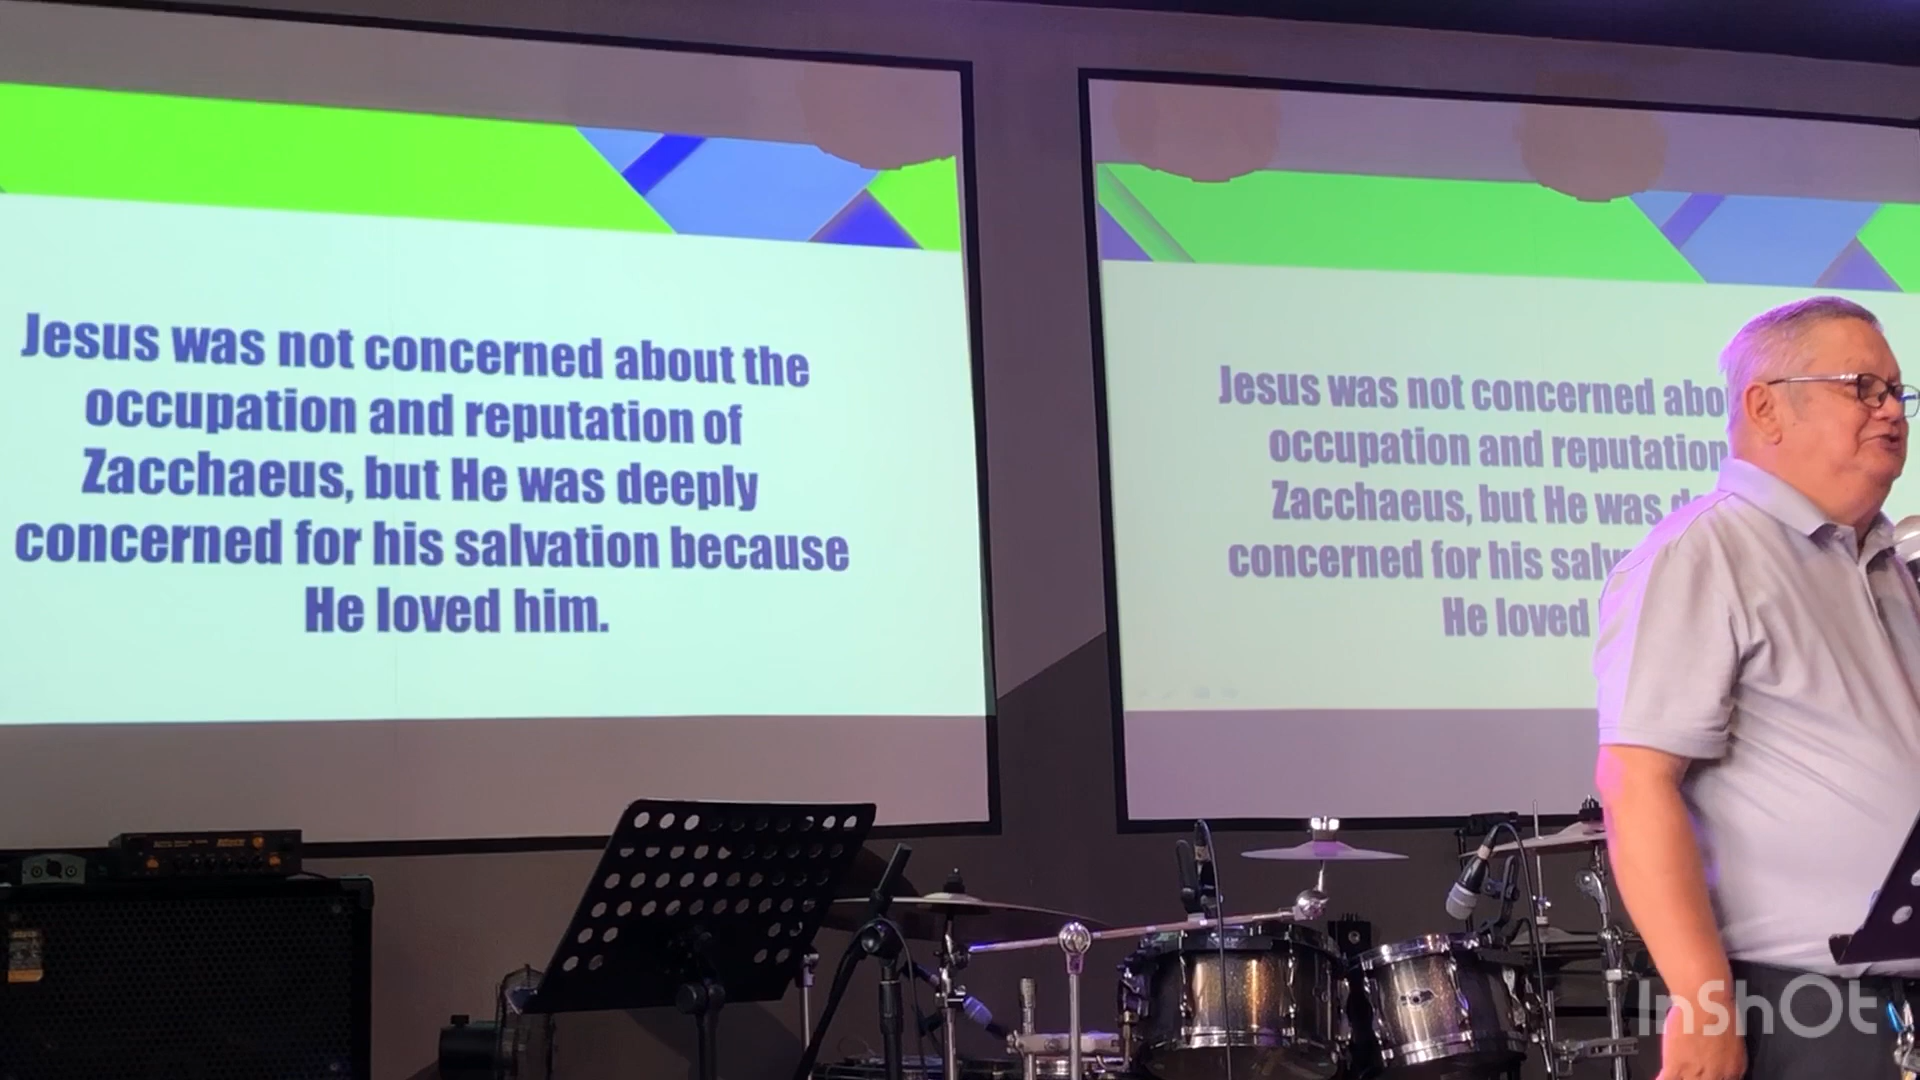 Jesus was not concerned about the
occupation and reputation of
Zacchaeus, but He was deeply
concerned for his salvation because
He loved him.
Jesus was not concerned
occupation and reputation
Zacchaeus, but He was
concerned for his
He loved
InShOt